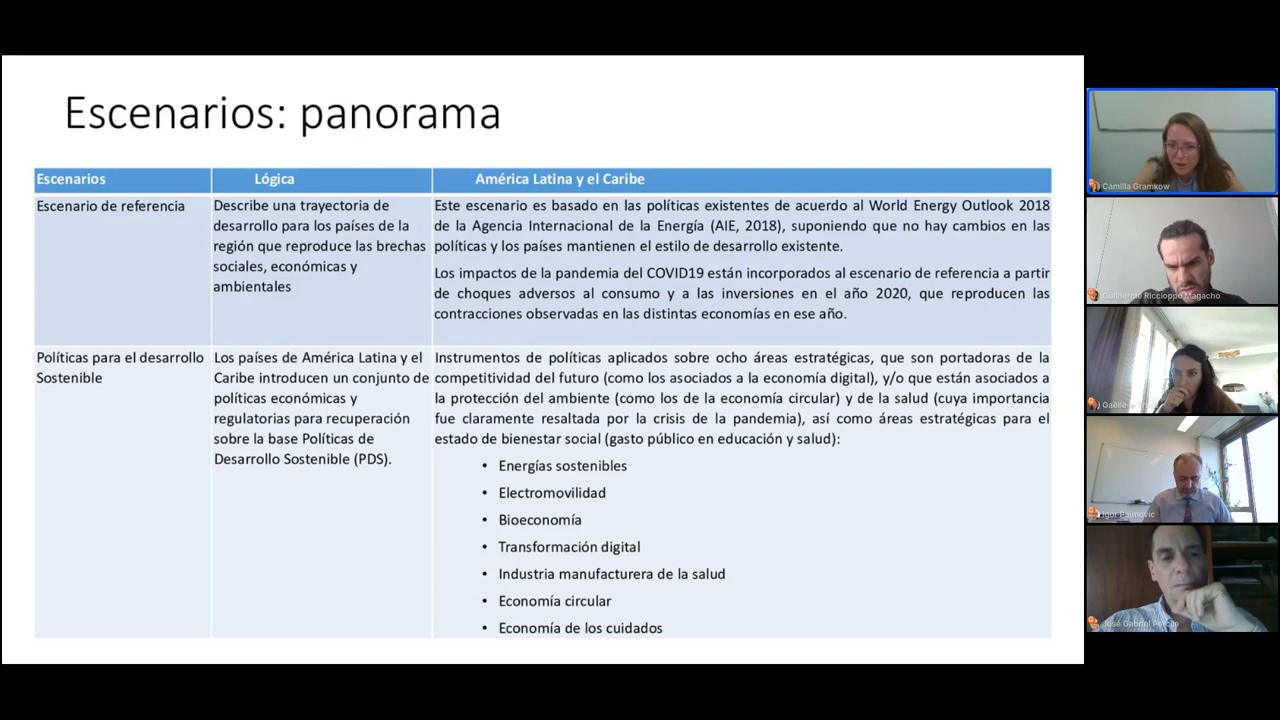 Escenarios: panorama
Escenarios
Lógica
América Latina y el Caribe
Escenario de referencia
Describe una trayectoria de
desarrollo para los países de la
región que reproduce las brechas
sociales, económicas y
ambientales
Este escenario es basado en las políticas existentes de acuerdo al World Energy Outlook 2018
de la Agencia Internacional de la Energía (AIE, 2018), suponiendo que no hay cambios en las
políticas y los países mantienen el estilo de desarrollo existente.
Los impactos de la pandemia del COVID19 están incorporados al escenario de referencia a partir
de choques adversos al consumo y a las inversiones en el año 2020, que reproducen las
contracciones observadas en las distintas economías en ese año.
Políticas para el desarrollo
Sostenible
Los países de América Latina y el
Caribe introducen un conjunto de
políticas económicas y
regulatorias para recuperación
sobre la base Políticas de
Desarrollo Sostenible (PDS).
Instrumentos de políticas aplicados sobre ocho áreas estratégicas, que son portadoras de la
competitividad del futuro (como los asociados a la economía digital), y/o que están asociados a
la protección del ambiente (como los de la economía circular) y de la salud (cuya importancia
fue claramente resaltada por la crisis de la pandemia), así como áreas estratégicas para el
estado de bienestar social (gasto público en educación y salud):
• Energías sostenibles
• Electromovilidad
• Bioeconomía
• Transformación digital
• Industria manufacturera de la salud
• Economía circular
• Economía de los cuidados
Camilla Gramkow
Guilherme Riccioppo Magacho
Igor Paunovic
José Gabriel